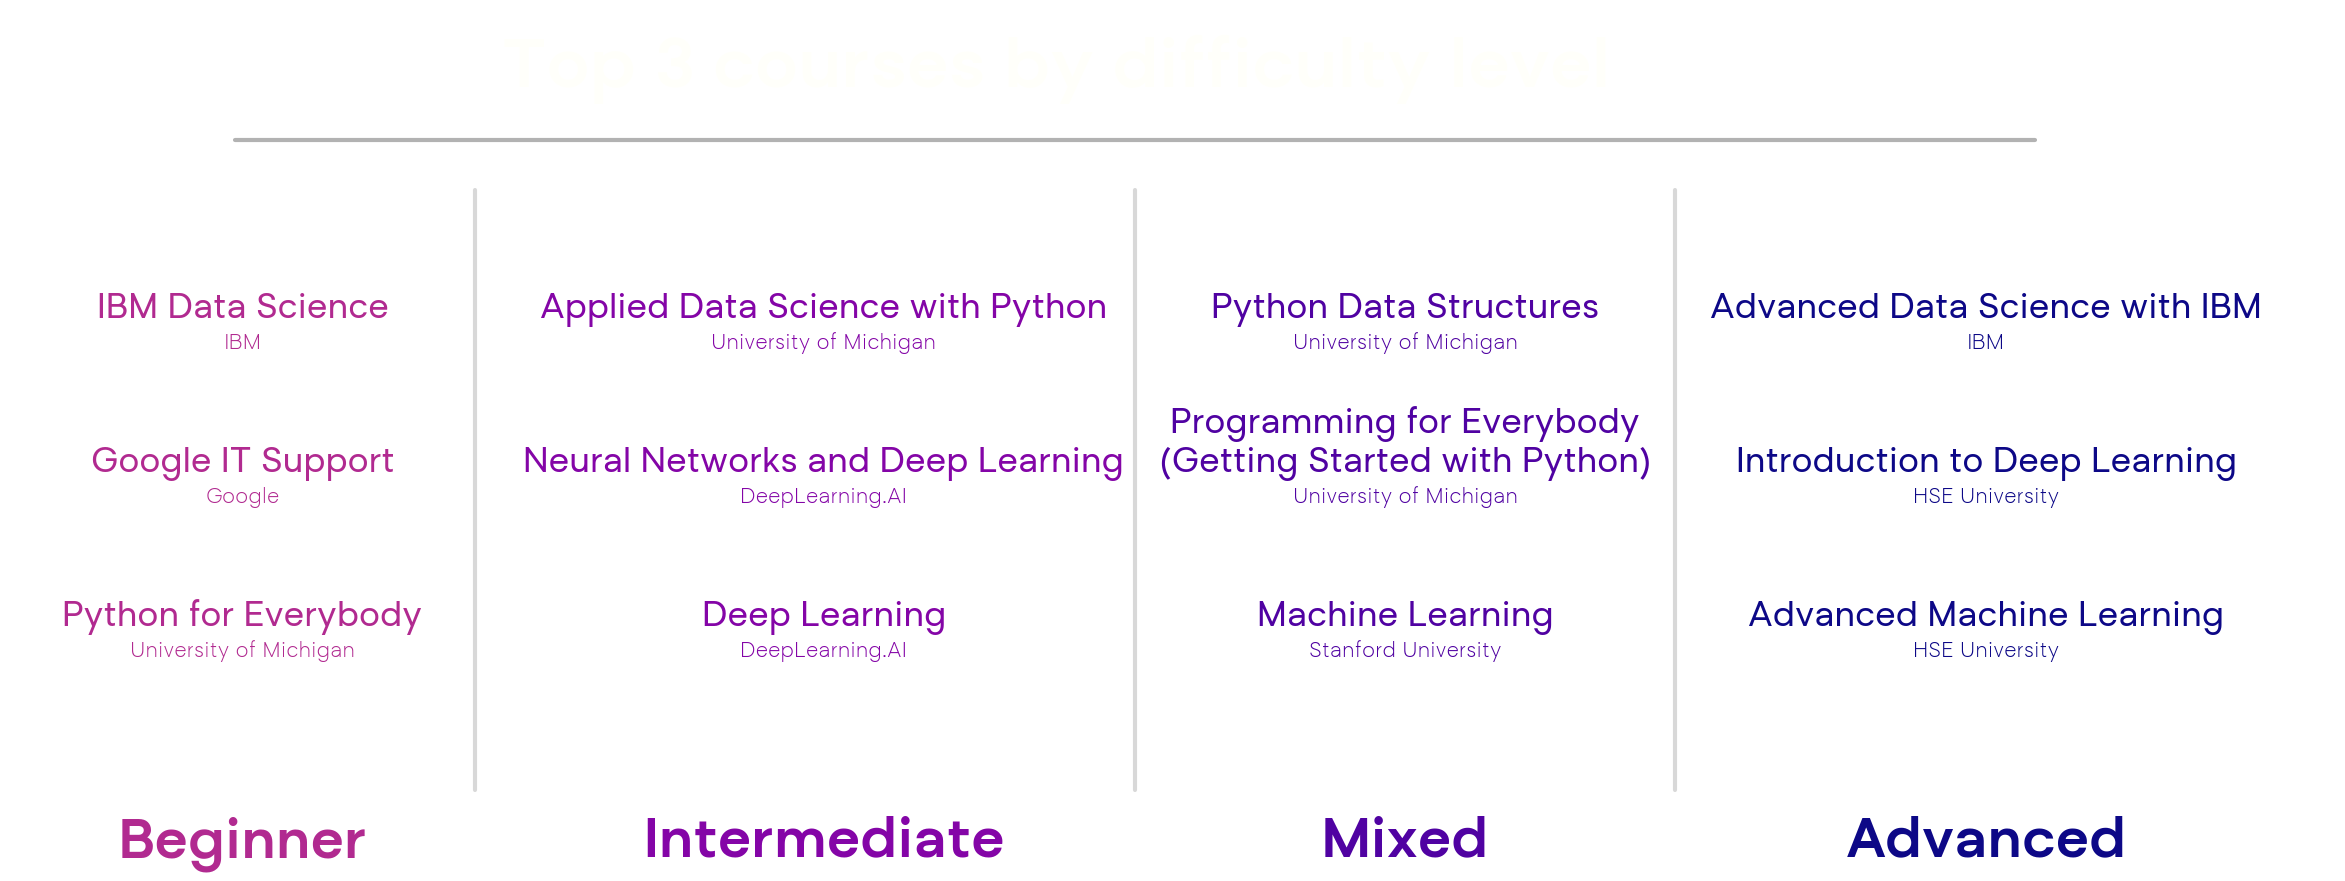 Top 3 courses by difficulty level
IBM Data Science
IBM
Google IT Support
Google
Python for Everybody
University of Michigan
Beginner
Applied Data Science with Python
University of Michigan
Neural Networks and Deep Learning
DeepLearning.AI
Deep Learning
DeepLearning.AI
Intermediate
Python Data Structures
University of Michigan
Programming for Everybody
(Getting Started with Python)
University of Michigan
Machine Learning
Stanford University
Mixed
Advanced Data Science with IBM
IBM
Introduction to Deep Learning
HSE University
Advanced Machine Learning
HSE University
Advanced